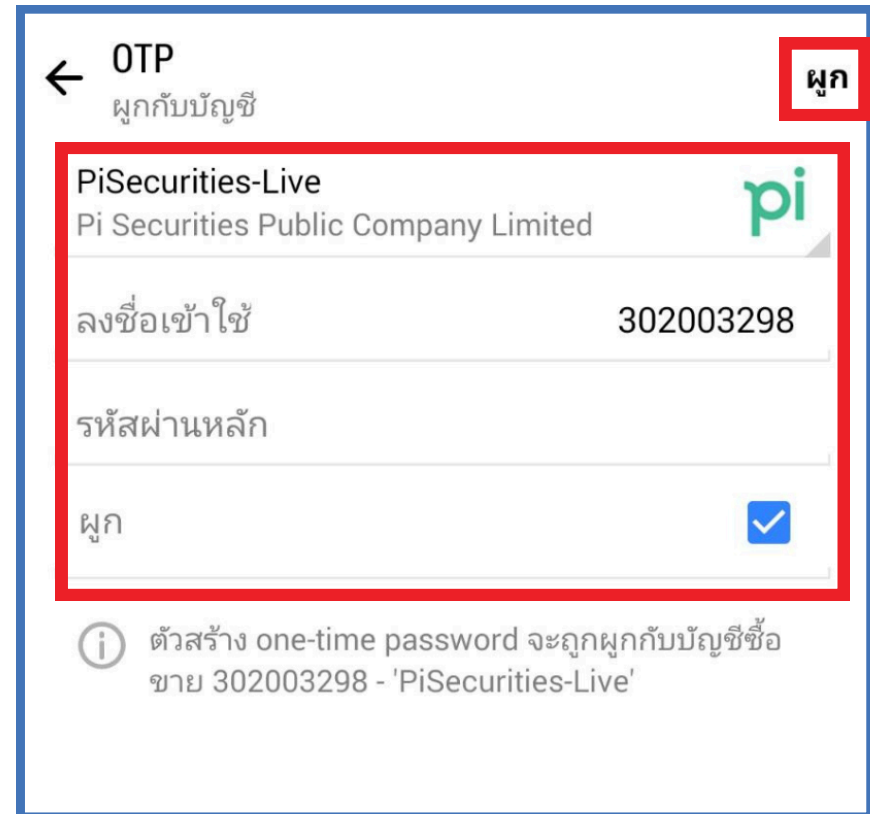 OTP
ผูก
ผูกกับบัญชี
PiSecurities-Live
Pi Securities Public Company Limited
pi
ลงชื่อเข้าใช้ 302003298
รหัสผ่านหลัก
ผูก
ตัวสร้าง one-time password จะถูกผูกกับบัญชีซื้อ
ขาย 302003298 - 'PiSecurities-Live'